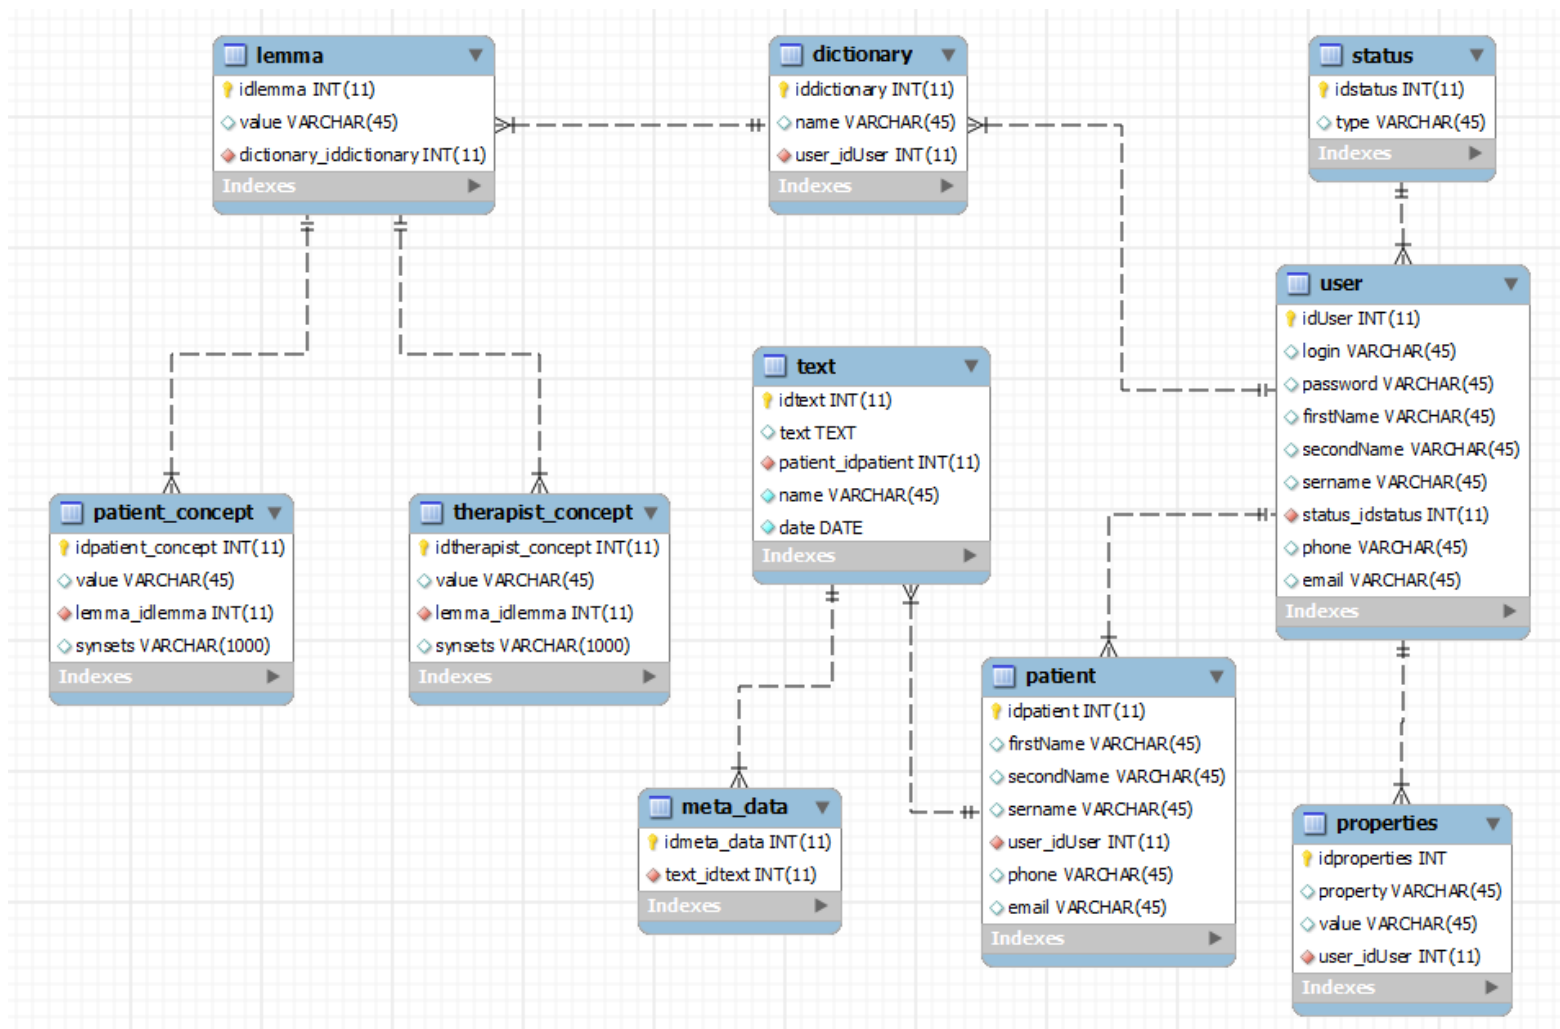 lemma
idlemma INT(11)
value VARCHAR(45)
dictionary_iddictionary INT(11)
Indexes
dictionary
iddictionary INT(11)
name VARCHAR(45)
user_idUser INT(11)
Indexes
status
idstatus INT(11)
type VARCHAR(45)
Indexes
user
idUser INT(11)
login VARCHAR(45)
password VARCHAR(45)
firstName VARCHAR(45)
secondName VARCHAR(45)
sername VARCHAR(45)
status_idstatus INT(11)
phone VARCHAR(45)
email VARCHAR(45)
Indexes
text
idtext INT(11)
text TEXT
patient_idpatient INT(11)
name VARCHAR(45)
date DATE
Indexes
patient_concept
idpatient_concept INT(11)
value VARCHAR(45)
lemma_idlemma INT(11)
synsets VARCHAR(1000)
Indexes
therapist_concept
idtherapist_concept INT(11)
value VARCHAR(45)
lemma_idlemma INT(11)
synsets VARCHAR(1000)
Indexes
patient
idpatient INT(11)
firstName VARCHAR(45)
secondName VARCHAR(45)
sername VARCHAR(45)
user_idUser INT(11)
phone VARCHAR(45)
email VARCHAR(45)
Indexes
meta_data
idmeta_data INT(11)
text_idtext INT(11)
Indexes
properties
idproperties INT
property VARCHAR(45)
value VARCHAR(45)
user_idUser INT(11)
Indexes